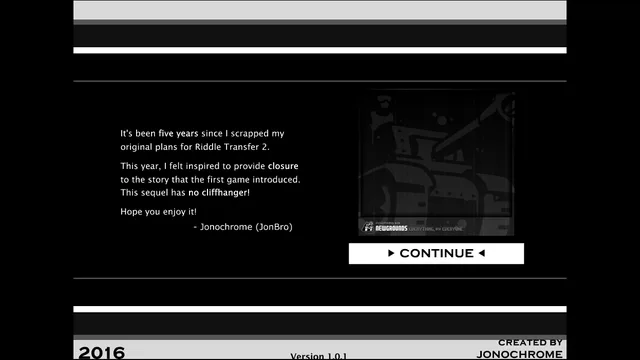 It's been five years since I scrapped my
original plans for Riddle Transfer 2.
This year, I felt inspired to provide closure
to the story that the first game introduced.
This sequel has no cliffhanger!
Hope you enjoy it!
- Jonochrome (JonBro)
NEWGROUNDS
► CONTINUE ◄
2016
Version 1.0.1
CREATED BY
JONOCHROME